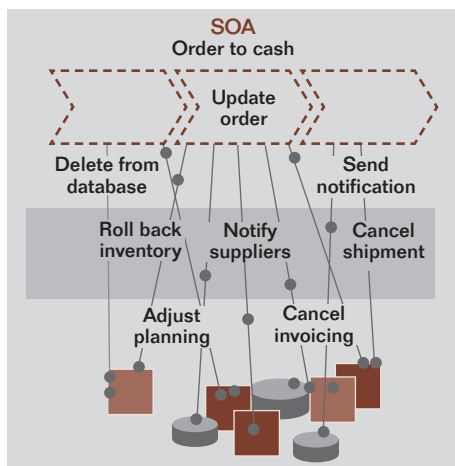 SOA
Order to cash
Update
order
Delete from
database
Send
notification
Roll back
inventory
Notify
suppliers
Cancel
shipment
Adjust
planning
Cancel
invoicing